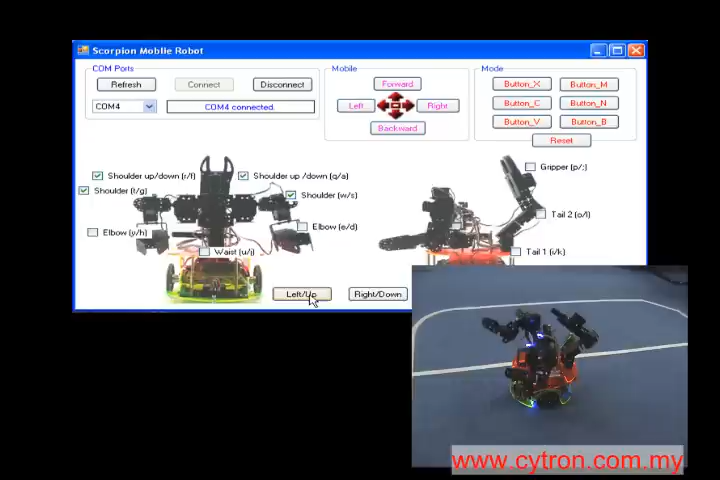 Scorpion Mobile Robot
COM Ports
Refresh
Connect
Disconnect
COM4
COM4 connected.
Mobile
Forward
Left
Right
Backward
Mode
Button_X
Button_M
Button_C
Button_N
Button_V
Button_B
Reset
Shoulder up/down (r/f)
Shoulder up /down (q/a)
Shoulder (t/g)
Shoulder (w/s)
Elbow (y/h)
Elbow (e/d)
Waist (u/j)
Gripper (p/;)
Tail 2 (o/l)
Tail 1 (i/k)
Left/Up
Right/Down
www.cytron.com.my